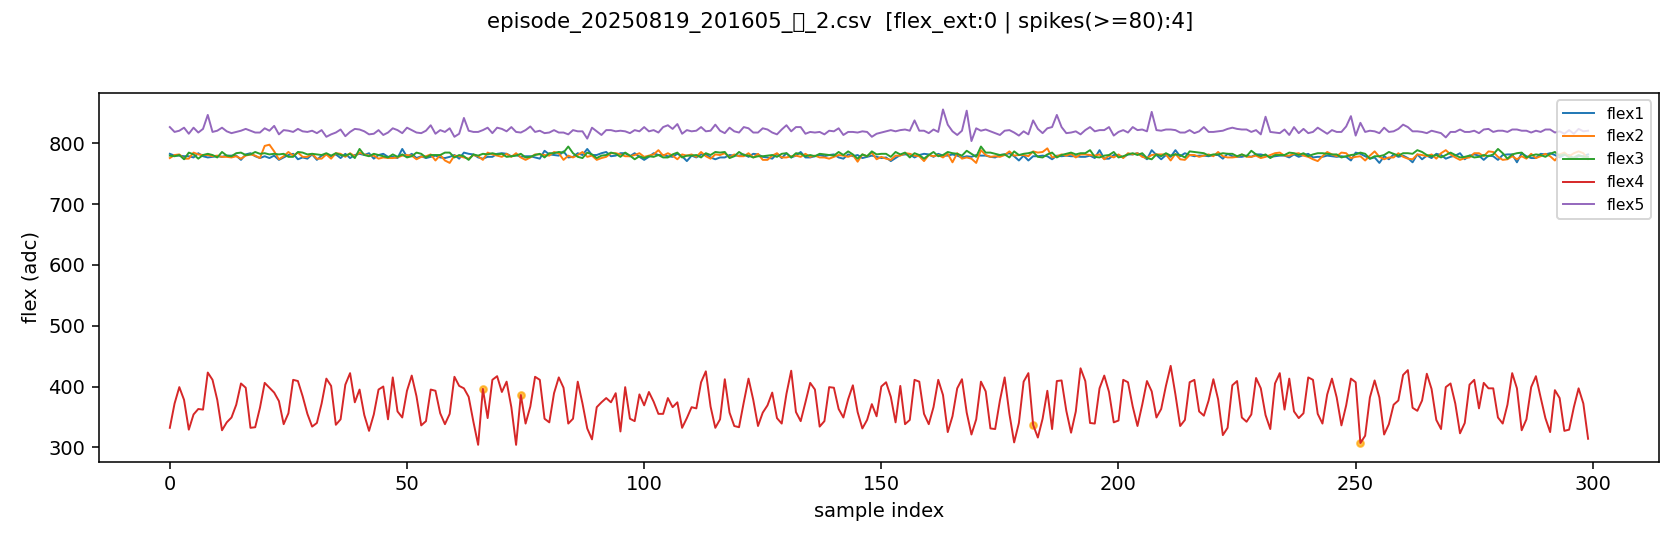 episode_20250819_201605_▯_2.csv  [flex_ext:0 | spikes(>=80):4]
flex1
flex2
flex3
flex4
flex5
800
700
600
500
400
300
flex (adc)
0
50
100
150
200
250
300
sample index